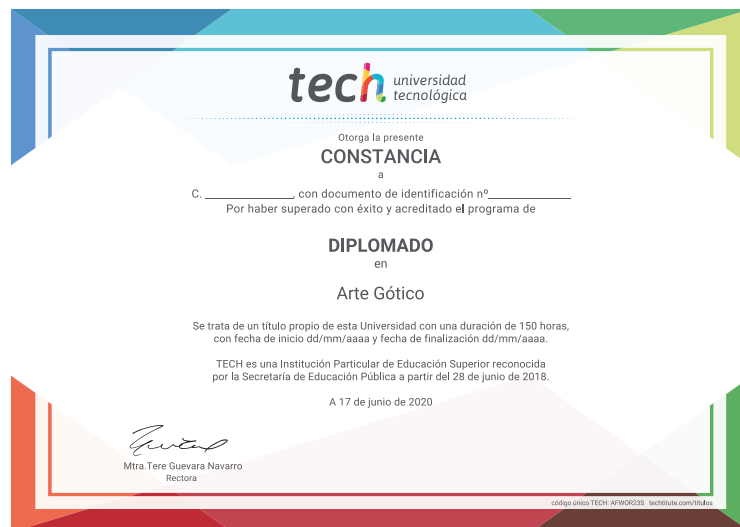 tech universidad
tecnológica
Otorga la presente
CONSTANCIA
a
C. ______________, con documento de identificación nº______________
Por haber superado con éxito y acreditado el programa de
DIPLOMADO
en
Arte Gótico
Se trata de un título propio de esta Universidad con una duración de 150 horas,
con fecha de inicio dd/mm/aaaa y fecha de finalización dd/mm/aaaa.
TECH es una Institución Particular de Educación Superior reconocida
por la Secretaría de Educación Pública a partir del 28 de junio de 2018.
A 17 de junio de 2020
Mtra.Tere Guevara Navarro
Rectora
código único TECH: AFWOR23S techtitute.com/títulos